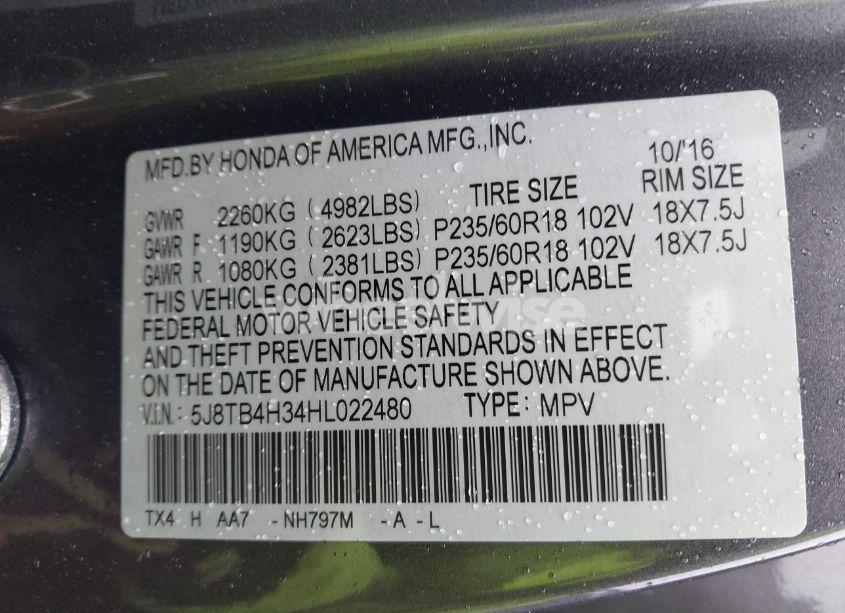 MFD.BY HONDA OF AMERICA MFG.,INC. 10/'16
TIRE SIZE RIM SIZE
GVWR 2260KG ( 4982LBS)
GAWR F 1190KG ( 2623LBS) P235/60R18 102V 18X7.5J
GAWR R 1080KG ( 2381LBS) P235/60R18 102V 18X7.5J
THIS VEHICLE CONFORMS TO ALL APPLICABLE
FEDERAL MOTOR VEHICLE SAFETY
AND THEFT PREVENTION STANDARDS IN EFFECT
ON THE DATE OF MANUFACTURE SHOWN ABOVE.
V.I.N.: 5J8TB4H34HL022480 TYPE: MPV
TX4 H AA7 -NH797M -A -L